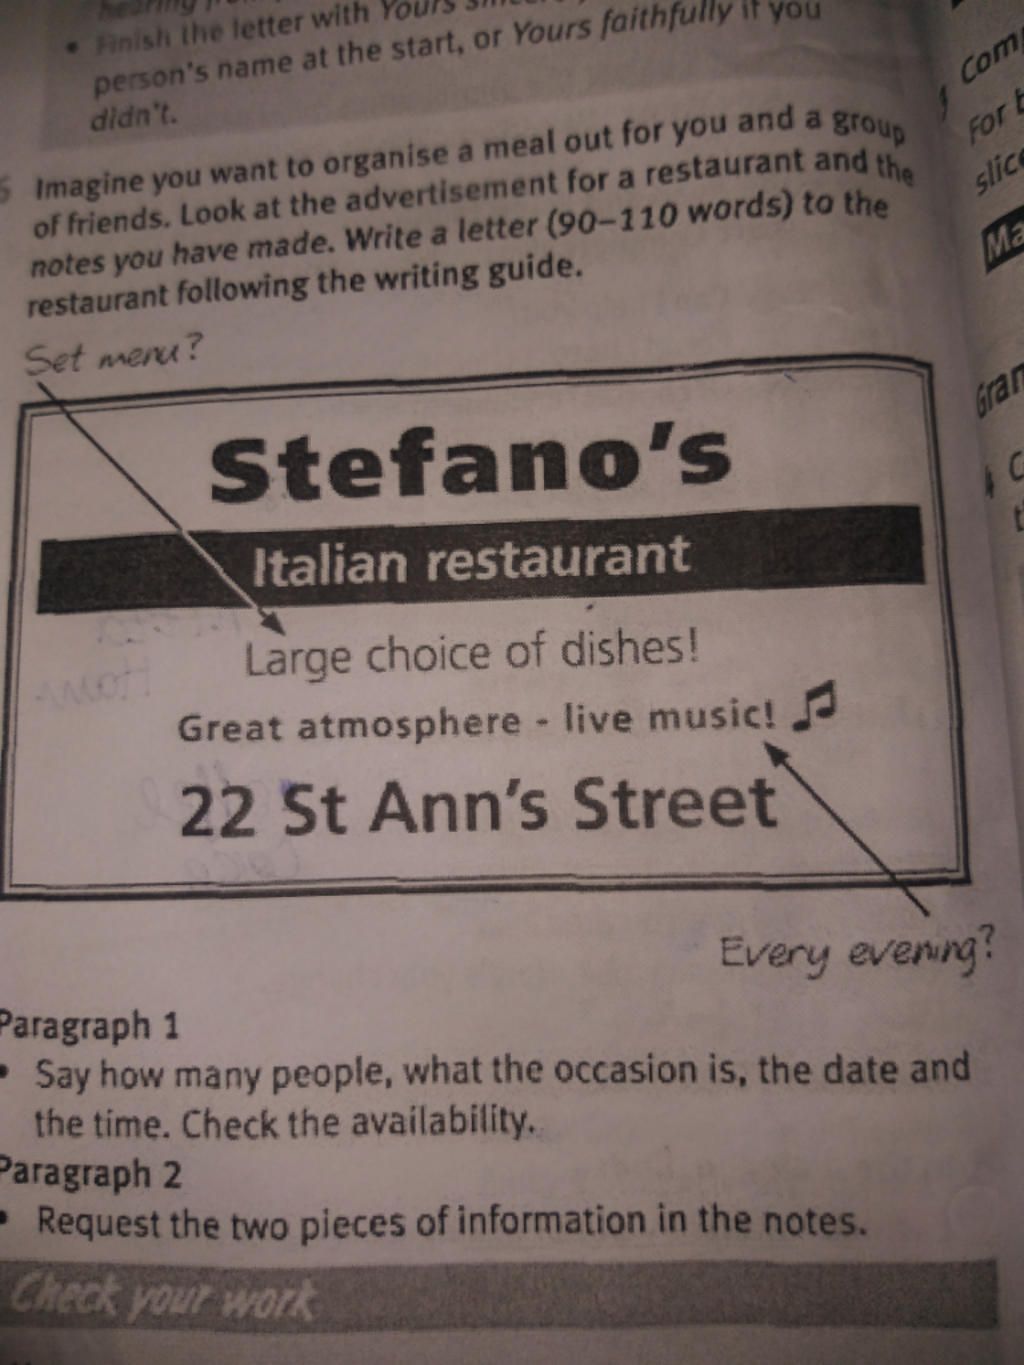 hearing from
• Finish the letter with Yours if you
person's name at the start, or Yours faithfully if you
didn't.
Imagine you want to organise a meal out for you and a group
of friends. Look at the advertisement for a restaurant and the
notes you have made. Write a letter (90–110 words) to the
restaurant following the writing guide.
Set menu?
Stefano's
Italian restaurant
Large choice of dishes!
Great atmosphere - live music!
22 St Ann's Street
Every evening?
Paragraph 1
• Say how many people, what the occasion is, the date and
the time. Check the availability.
Paragraph 2
• Request the two pieces of information in the notes.
Check your work
For